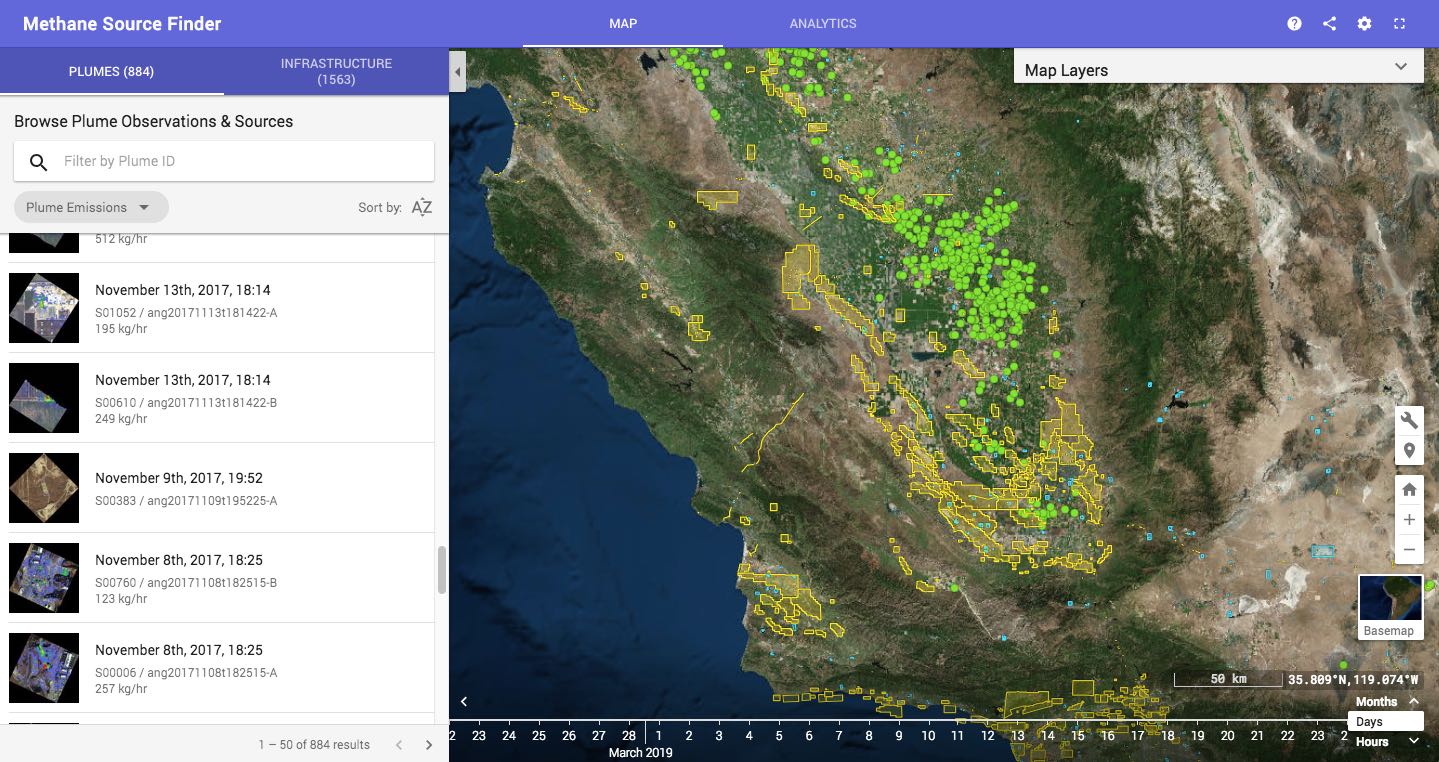 Methane Source Finder
MAP
ANALYTICS
PLUMES (884)
INFRASTRUCTURE
(1563)
Map Layers
Browse Plume Observations & Sources
Filter by Plume ID
Plume Emissions
Sort by:
512 kg/hr
November 13th, 2017, 18:14
S01052 / ang20171113t181422-A
195 kg/hr
November 13th, 2017, 18:14
S00610 / ang20171113t181422-B
249 kg/hr
November 9th, 2017, 19:52
S00383 / ang20171109t195225-A
November 8th, 2017, 18:25
S00760 / ang20171108t182515-B
123 kg/hr
November 8th, 2017, 18:25
S00006 / ang20171108t182515-A
257 kg/hr
1 – 50 of 884 results
Basemap
50 km
35.809°N,119.074°W
Months
Days
Hours
2 23 24 25 26 27 28 1 2 3 4 5 6 7 8 9 10 11 12 13 14 15 16 17 18 19 20 21 22 23 2
March 2019